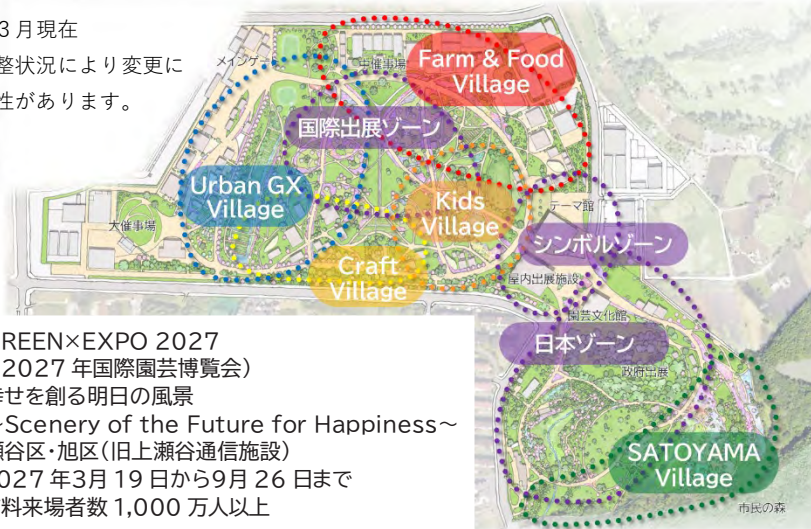 ３月現在
整状況により変更に
性があります。
メインゲート
中催事場
Farm & Food
Village
国際出展ゾーン
Urban GX
Village
Kids
Village
テーマ館
大催事場
シンボルゾーン
Craft
Village
屋内出展施設
園芸文化館
日本ゾーン
政府出展
SATOYAMA
Village
市民の森
REEN×EXPO 2027
2027年国際園芸博覧会）
せを創る明日の風景
~Scenery of the Future for Happiness~
瀬谷区・旭区（旧上瀬谷通信施設）
027年3月19日から9月26日まで
料来場者数 1,000 万人以上